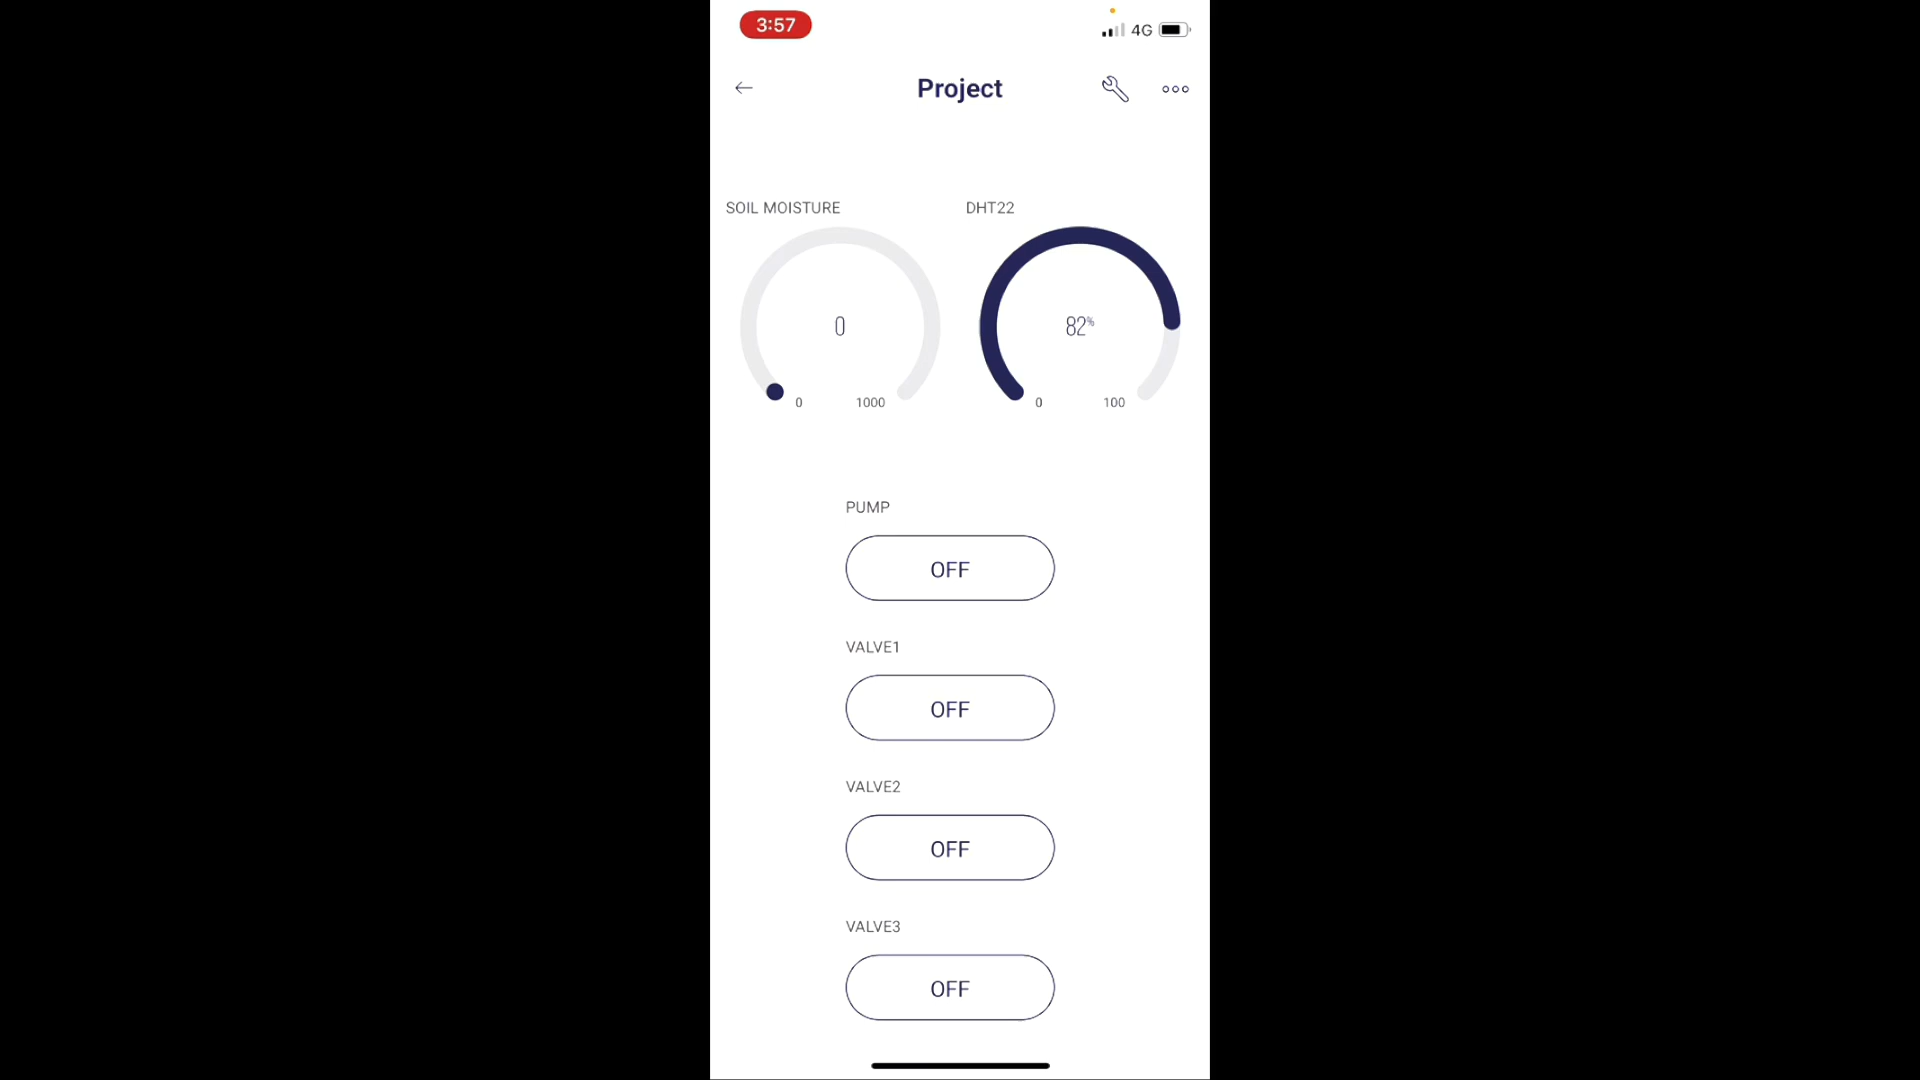 3:57
4G
Project
SOIL MOISTURE
DHT22
0
82%
0
1000
0
100
PUMP
OFF
VALVE1
OFF
VALVE2
OFF
VALVE3
OFF